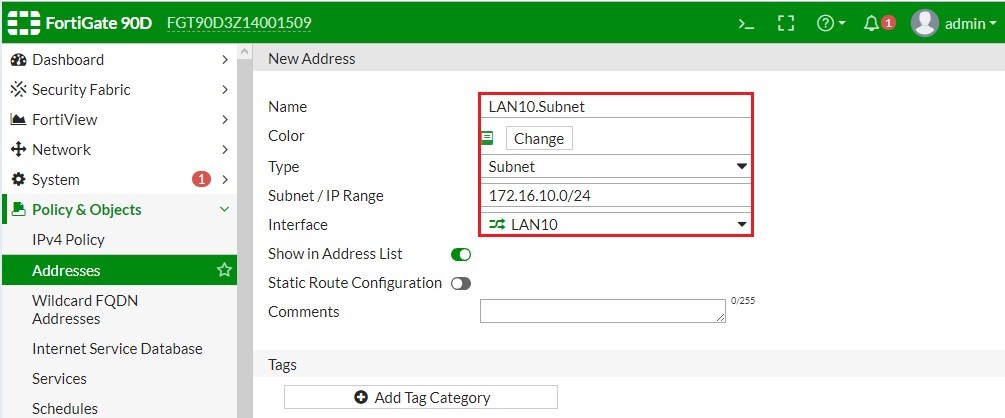 FortiGate 90D FGT90D3Z14001509 >_ ? 1 admin
Dashboard
Security Fabric
FortiView
Network
System 1
Policy & Objects
IPv4 Policy
Addresses
Wildcard FQDN
Addresses
Internet Service Database
Services
Schedules
New Address
Name LAN10.Subnet
Color Change
Type Subnet
Subnet / IP Range 172.16.10.0/24
Interface LAN10
Show in Address List
Static Route Configuration
Comments 0/255
Tags
Add Tag Category